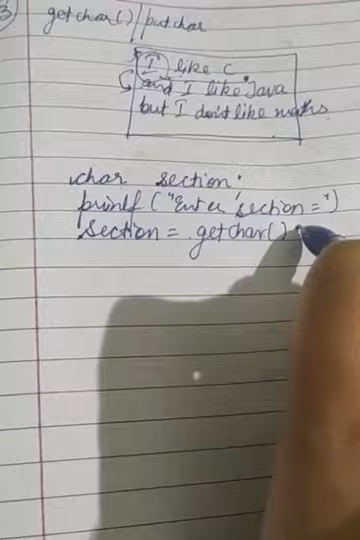 3)
getchar()/putchar
I like C
and I like Java
but I don't like maths
char section;
printf ("Enter section = ")
section = getchar()